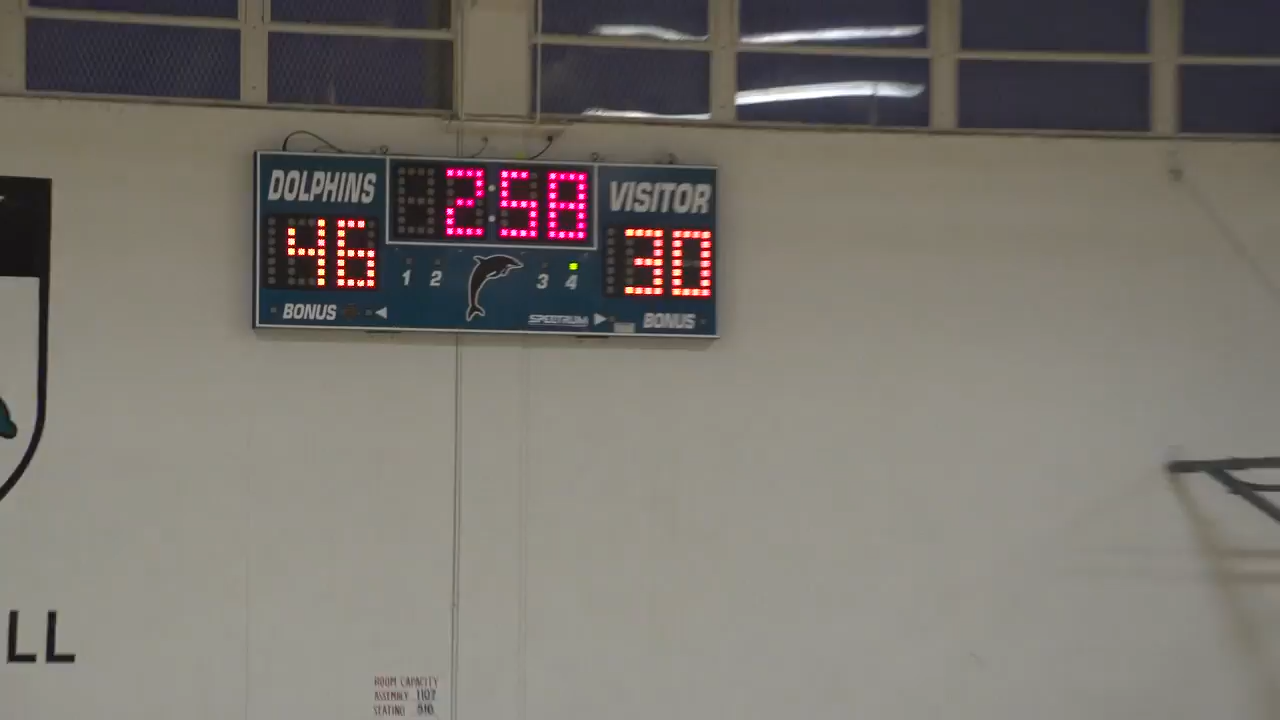 DOLPHINS 2:58 VISITOR
46 30
1 2 3 4
BONUS SPECTRUM BONUS
LL
ROOM CAPACITY
ASSEMBLY 1107
SEATING 516